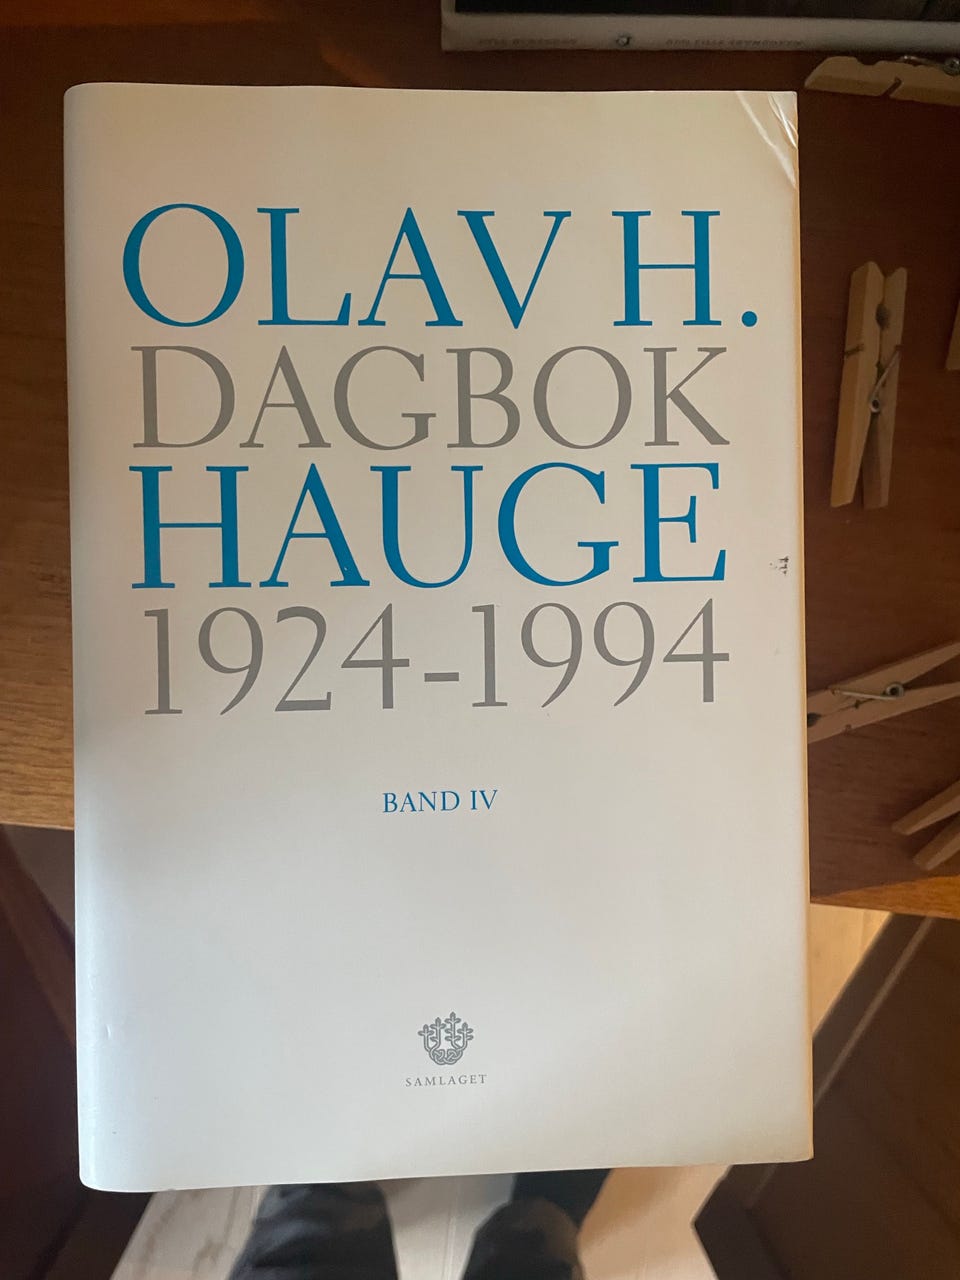 OLAV H.
DAGBOK
HAUGE
1924-1994
BAND IV
SAMLAGET